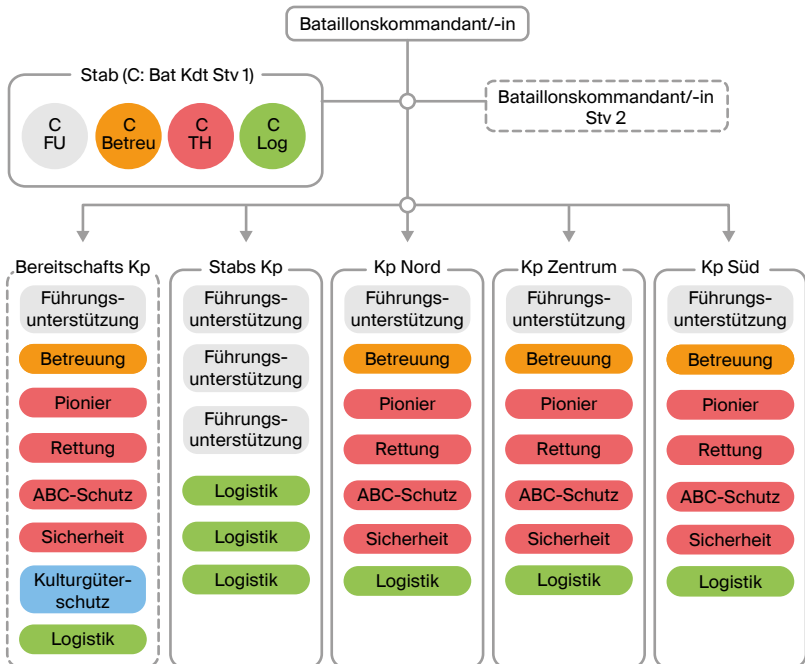 Bataillonskommandant/-in
Stab (C: Bat Kdt Stv 1)
C
FU
C
Betreu
C
TH
C
Log
Bataillonskommandant/-in
Stv 2
Bereitschafts Kp
Führungs-
unterstützung
Betreuung
Pionier
Rettung
ABC-Schutz
Sicherheit
Kulturgüter-
schutz
Logistik
Stabs Kp
Führungs-
unterstützung
Führungs-
unterstützung
Führungs-
unterstützung
Logistik
Logistik
Logistik
Kp Nord
Führungs-
unterstützung
Betreuung
Pionier
Rettung
ABC-Schutz
Sicherheit
Logistik
Kp Zentrum
Führungs-
unterstützung
Betreuung
Pionier
Rettung
ABC-Schutz
Sicherheit
Logistik
Kp Süd
Führungs-
unterstützung
Betreuung
Pionier
Rettung
ABC-Schutz
Sicherheit
Logistik